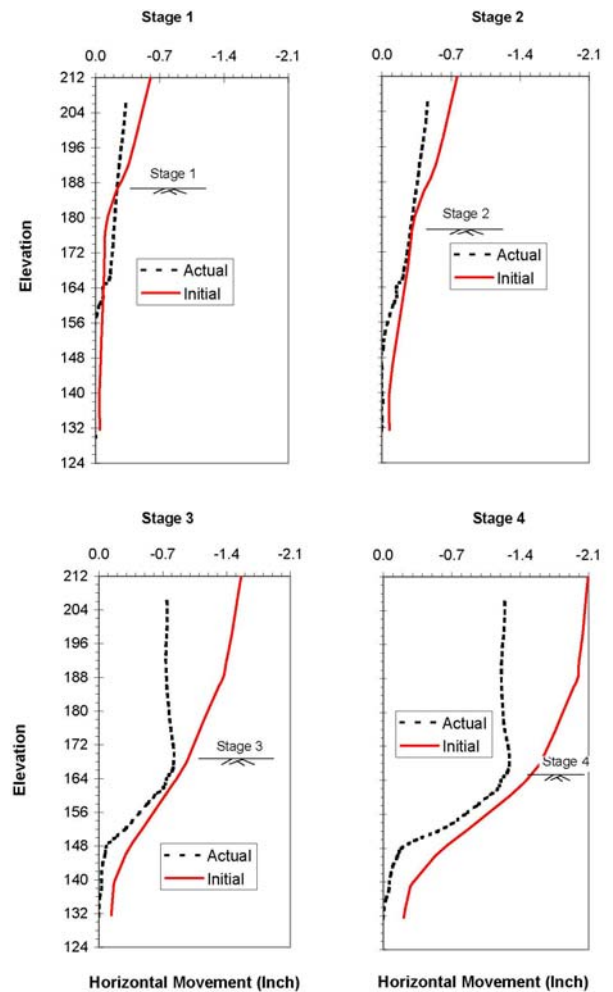 Stage 1
0.0 -0.7 -1.4 -2.1
212
204
196
188
180
172
164
156
148
140
132
124
Elevation
Stage 1
Actual
Initial
Stage 2
0.0 -0.7 -1.4 -2.1
Stage 2
Actual
Initial
Stage 3
0.0 -0.7 -1.4 -2.1
212
204
196
188
180
172
164
156
148
140
132
124
Elevation
Stage 3
Actual
Initial
Horizontal Movement (Inch)
Stage 4
0.0 -0.7 -1.4 -2.1
Actual
Initial
Stage 4
Horizontal Movement (Inch)